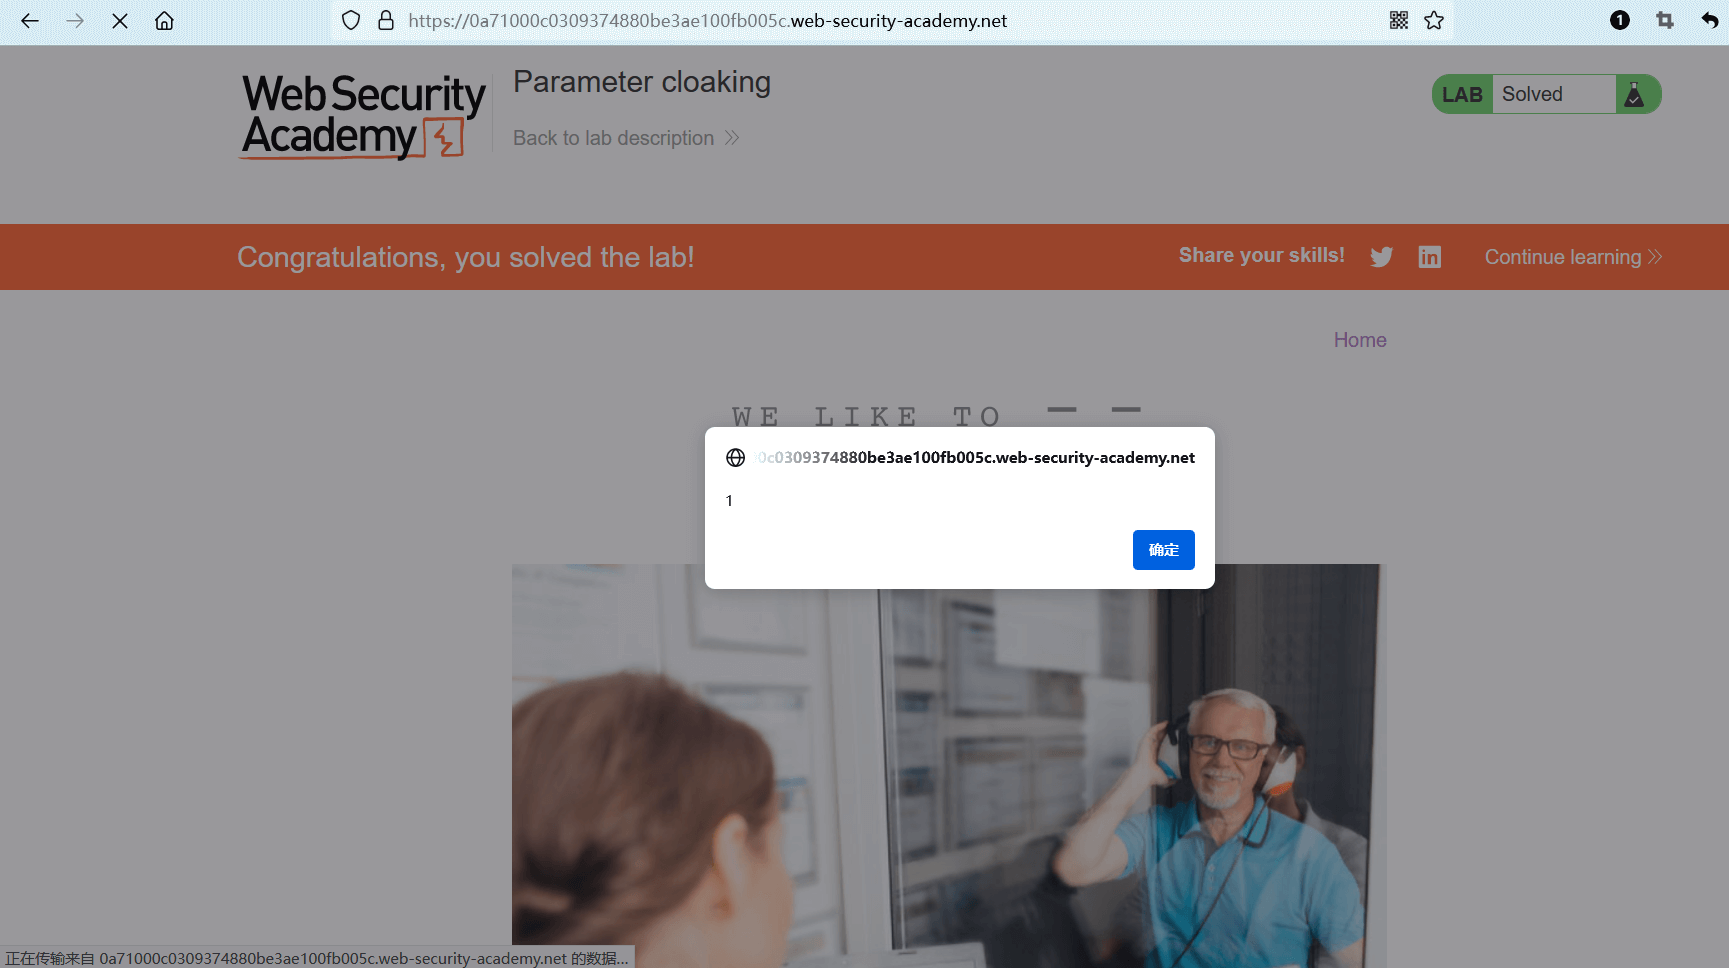 https://0a71000c0309374880be3ae100fb005c.web-security-academy.net
1
Web Security
Academy
Parameter cloaking
Back to lab description
LAB Solved
Congratulations, you solved the lab!
Share your skills!
in
Continue learning
Home
WE LIKE TO
0c0309374880be3ae100fb005c.web-security-academy.net
1
确定
正在传输来自 0a71000c0309374880be3ae100fb005c.web-security-academy.net 的数据...